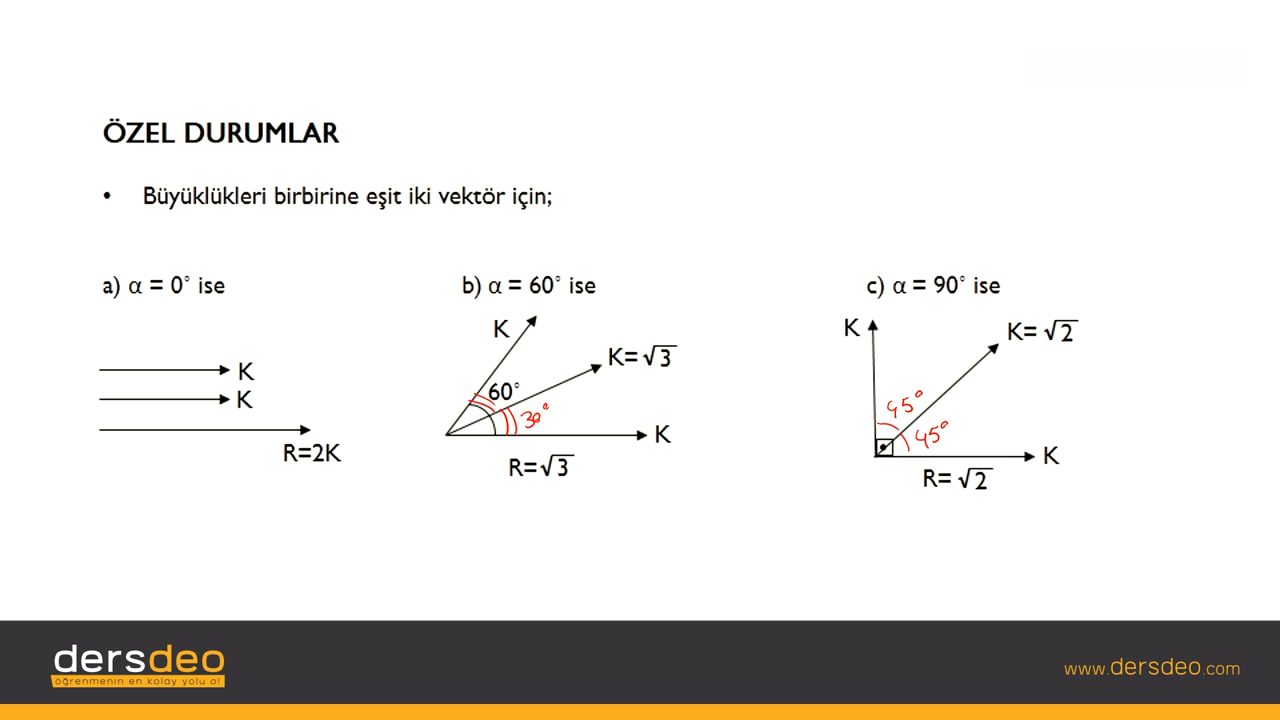 ÖZEL DURUMLAR
• Büyüklükleri birbirine eşit iki vektör için;
a) α = 0° ise
K
K
R=2K
b) α = 60° ise
K
K=√3
60°
30°
K
R=√3
c) α = 90° ise
K
K=√2
45°
45°
K
R= √2
dersdeo
öğrenmenin en kolay yolu o!
www.dersdeo.com